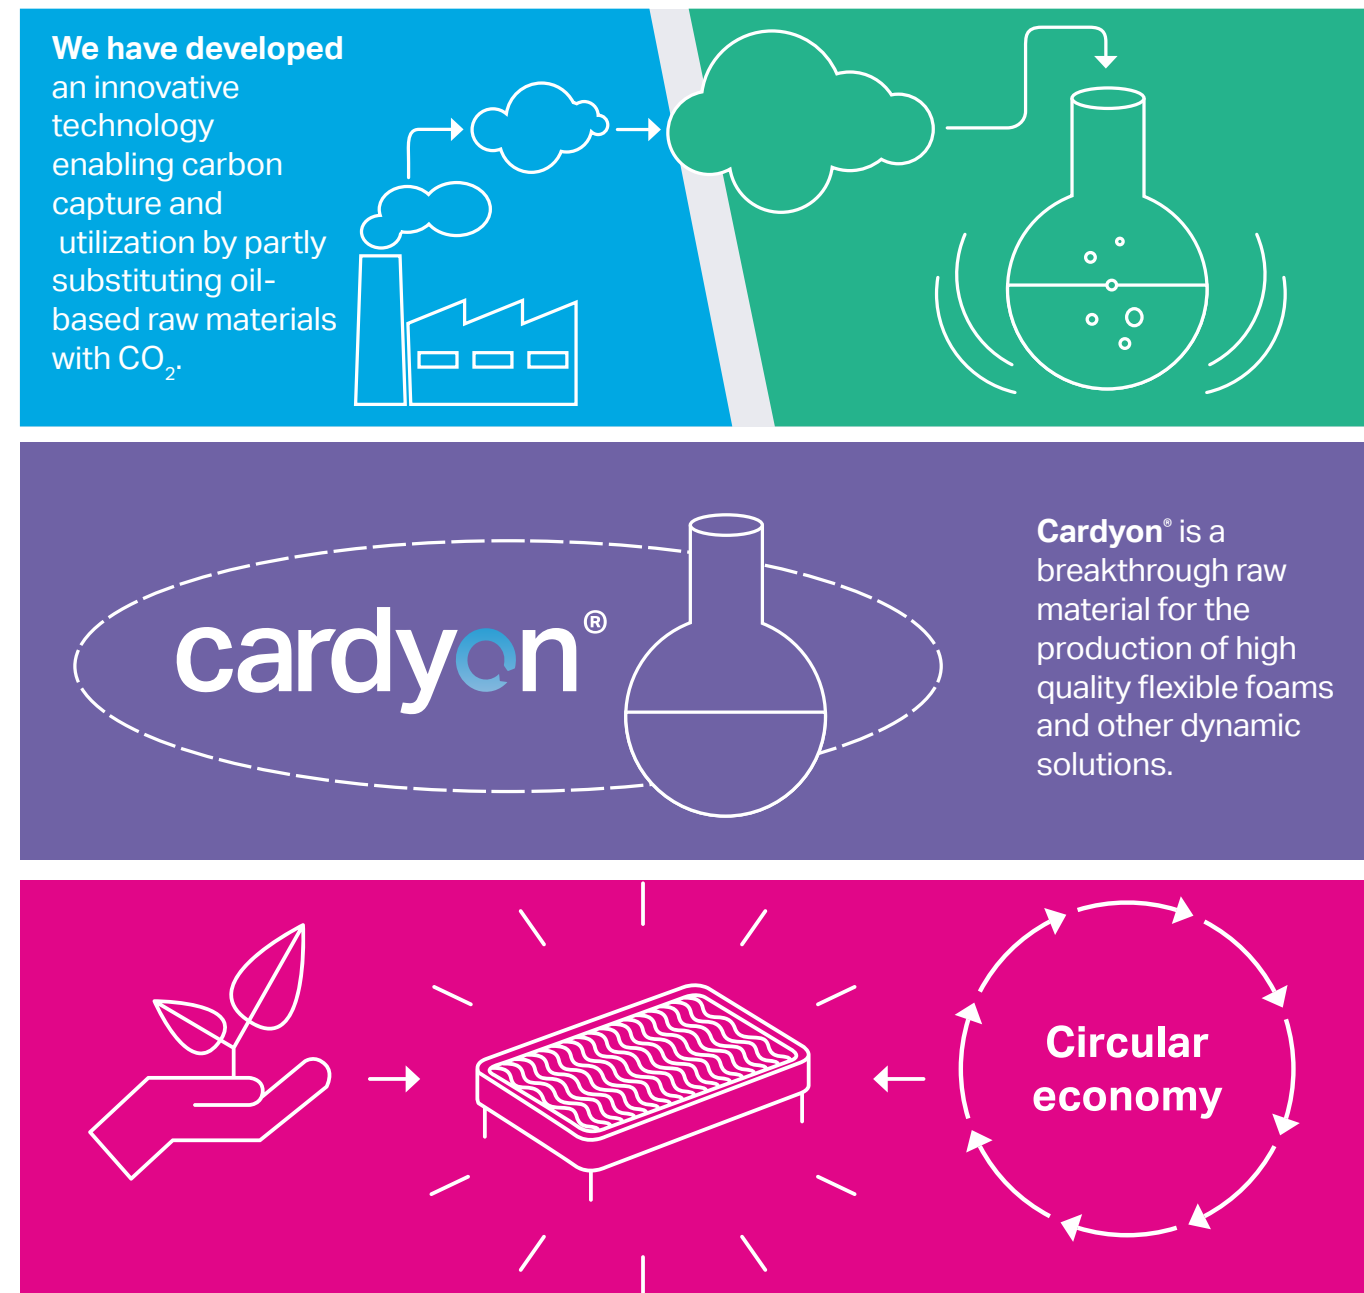 We have developed
an innovative
technology
enabling carbon
capture and
utilization by partly
substituting oil-
based raw materials
with CO₂.
cardyon®
Cardyon® is a
breakthrough raw
material for the
production of high
quality flexible foams
and other dynamic
solutions.
Circular
economy